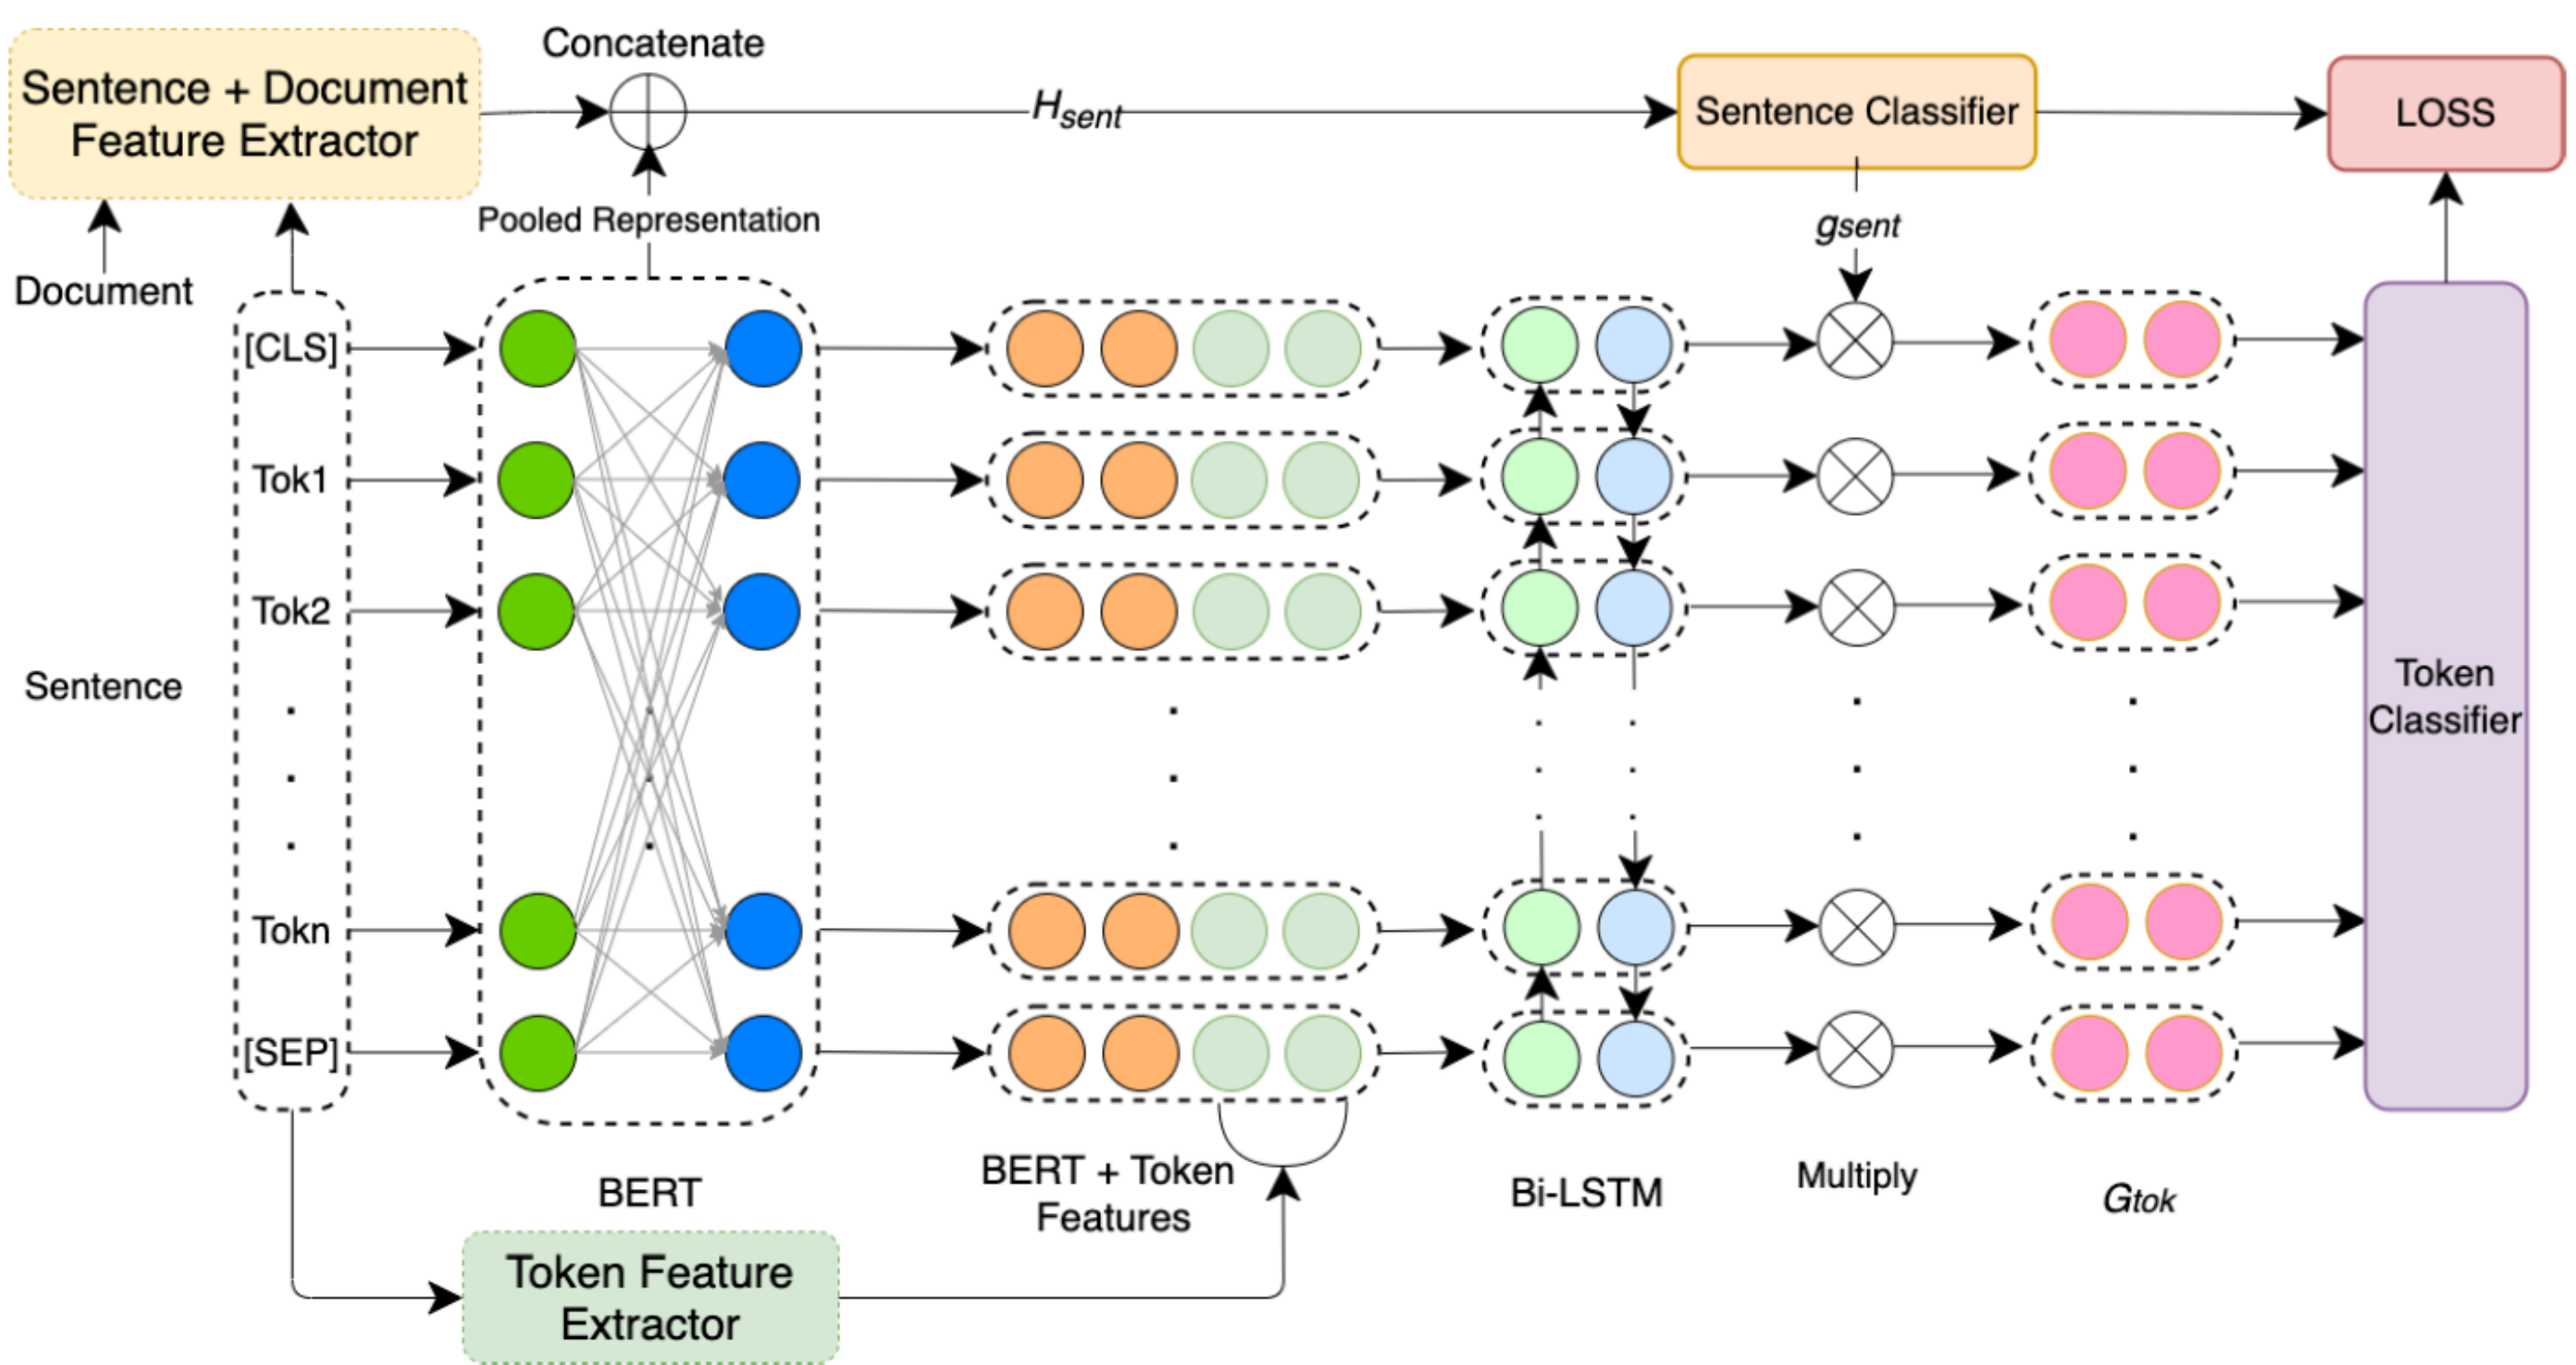 Concatenate
Sentence + Document
Feature Extractor
H sent
Sentence Classifier
LOSS
Pooled Representation
gsent
Document
[CLS]
Tok1
Tok2
Sentence
Token
Classifier
Tokn
[SEP]
BERT
BERT + Token
Features
Bi-LSTM
Multiply
Gtok
Token Feature
Extractor